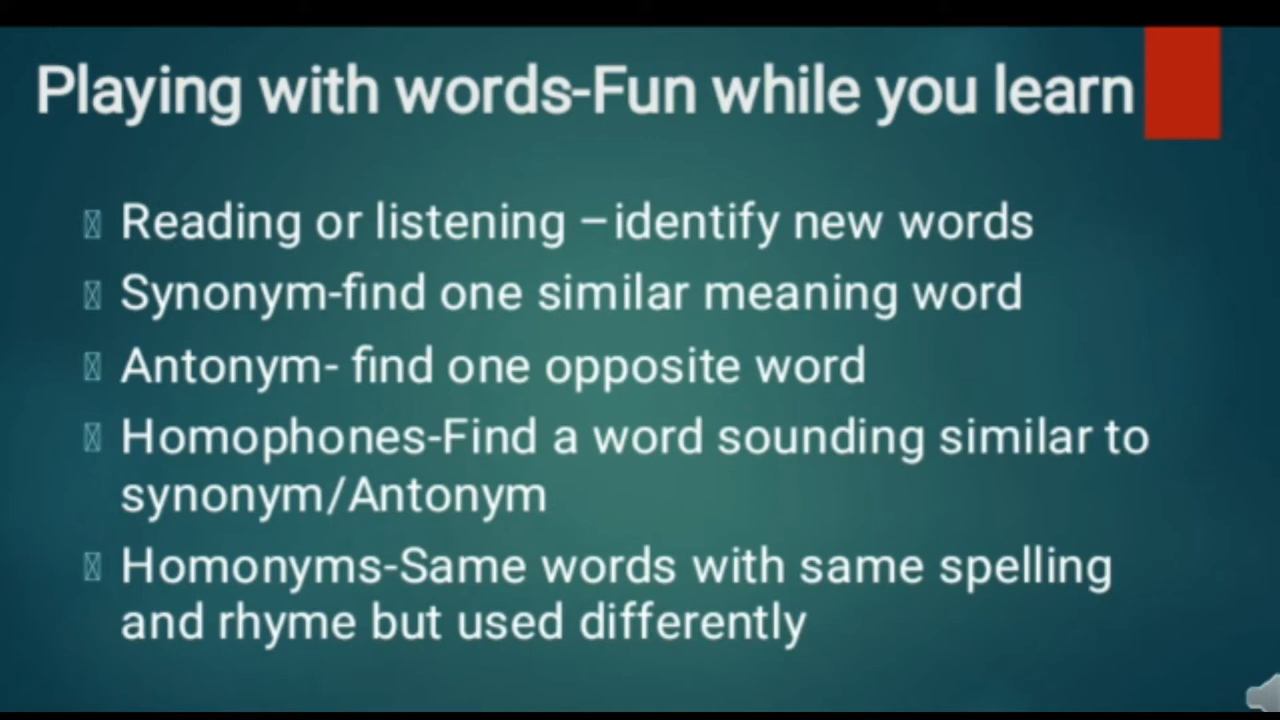 Playing with words-Fun while you learn
Reading or listening –identify new words
Synonym-find one similar meaning word
Antonym- find one opposite word
Homophones-Find a word sounding similar to
synonym/Antonym
Homonyms-Same words with same spelling
and rhyme but used differently